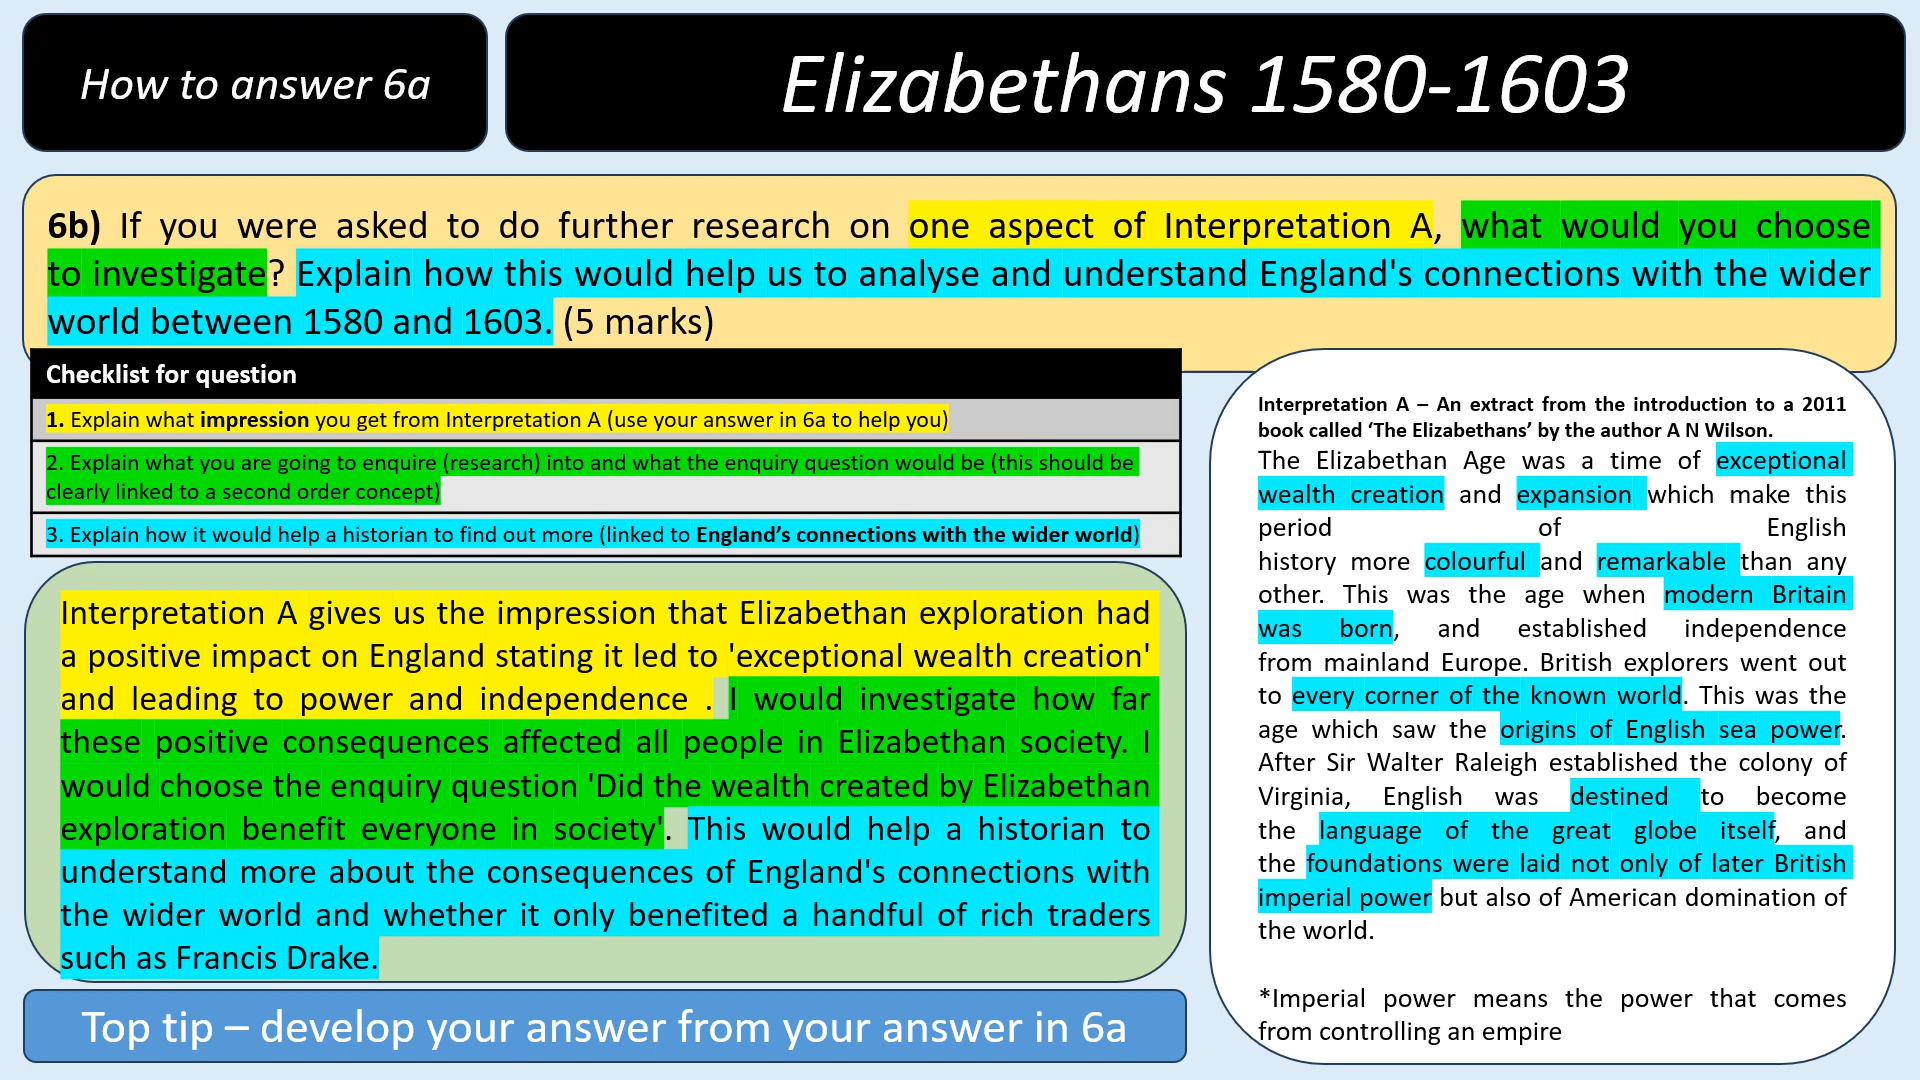 How to answer 6a
Elizabethans 1580-1603
6b) If you were asked to do further research on one aspect of Interpretation A, what would you choose
to investigate? Explain how this would help us to analyse and understand England's connections with the wider
world between 1580 and 1603. (5 marks)
Checklist for question
1. Explain what impression you get from Interpretation A (use your answer in 6a to help you)
2. Explain what you are going to enquire (research) into and what the enquiry question would be (this should be
clearly linked to a second order concept)
3. Explain how it would help a historian to find out more (linked to England’s connections with the wider world)
Interpretation A gives us the impression that Elizabethan exploration had
a positive impact on England stating it led to 'exceptional wealth creation'
and leading to power and independence . I would investigate how far
these positive consequences affected all people in Elizabethan society. I
would choose the enquiry question 'Did the wealth created by Elizabethan
exploration benefit everyone in society'. This would help a historian to
understand more about the consequences of England's connections with
the wider world and whether it only benefited a handful of rich traders
such as Francis Drake.
Top tip – develop your answer from your answer in 6a
Interpretation A – An extract from the introduction to a 2011
book called ‘The Elizabethans’ by the author A N Wilson.
The Elizabethan Age was a time of exceptional
wealth creation and expansion which make this
period of English
history more colourful and remarkable than any
other. This was the age when modern Britain
was born, and established independence
from mainland Europe. British explorers went out
to every corner of the known world. This was the
age which saw the origins of English sea power.
After Sir Walter Raleigh established the colony of
Virginia, English was destined to become
the language of the great globe itself, and
the foundations were laid not only of later British
imperial power but also of American domination of
the world.
*Imperial power means the power that comes
from controlling an empire